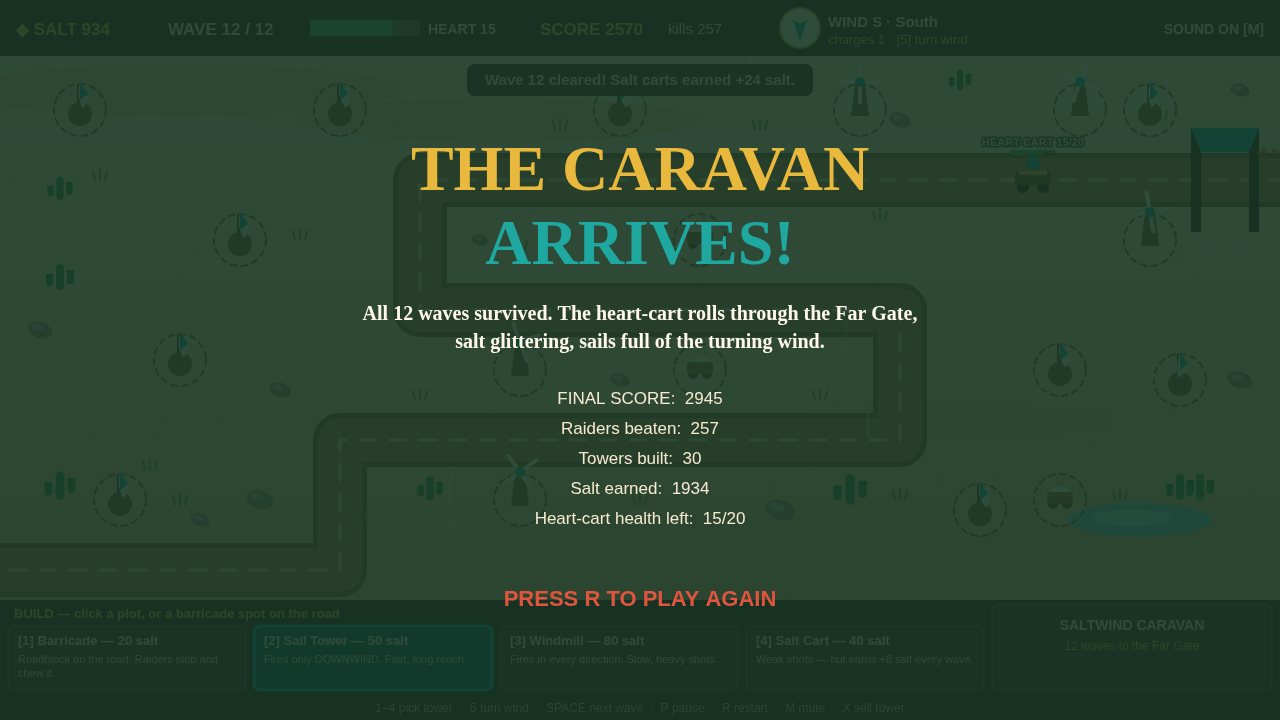 ◆ SALT 934 WAVE 12 / 12 HEART 15 SCORE 2570 kills 257 WIND S · South SOUND ON [M]
charges 1 · [5] turn wind
Wave 12 cleared! Salt carts earned +24 salt.
HEART-CART 15/20
THE CARAVAN
ARRIVES!
All 12 waves survived. The heart-cart rolls through the Far Gate,
salt glittering, sails full of the turning wind.
FINAL SCORE: 2945
Raiders beaten: 257
Towers built: 30
Salt earned: 1934
Heart-cart health left: 15/20
PRESS R TO PLAY AGAIN
BUILD — click a plot, or a barricade spot on the road
[1] Barricade — 20 salt
Roadblock on the road. Raiders stop and
chew it.
[2] Sail Tower — 50 salt
Fires only DOWNWIND. Fast, long reach.
[3] Windmill — 80 salt
Fires in every direction. Slow, heavy shots.
[4] Salt Cart — 40 salt
Weak shots — but earns +8 salt every wave.
SALTWIND CARAVAN
12 waves to the Far Gate
1–4 pick tower · 5 turn wind · SPACE next wave · P pause · R restart · M mute · X sell tower